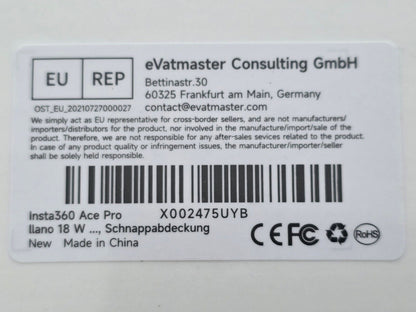 EU REP
eVatmaster Consulting GmbH
Bettinastr.30
60325 Frankfurt am Main, Germany
OST_EU_20210727000027
contact@evatmaster.com
We simply act as EU representative for cross-border sellers, and are not manufacturers/
importers/distributors for the product, nor involved in the manufacture/import/sale of the
product. Therefore, we are not responsible for any after-sales services related to the product.
In case of any product quality or infringement issues, the manufacturer/importer/seller
shall be solely held responsible.
Insta360 Ace Pro
X002475UYB
llano 18 W ..., Schnappabdeckung
New Made in China
CE FC RoHS